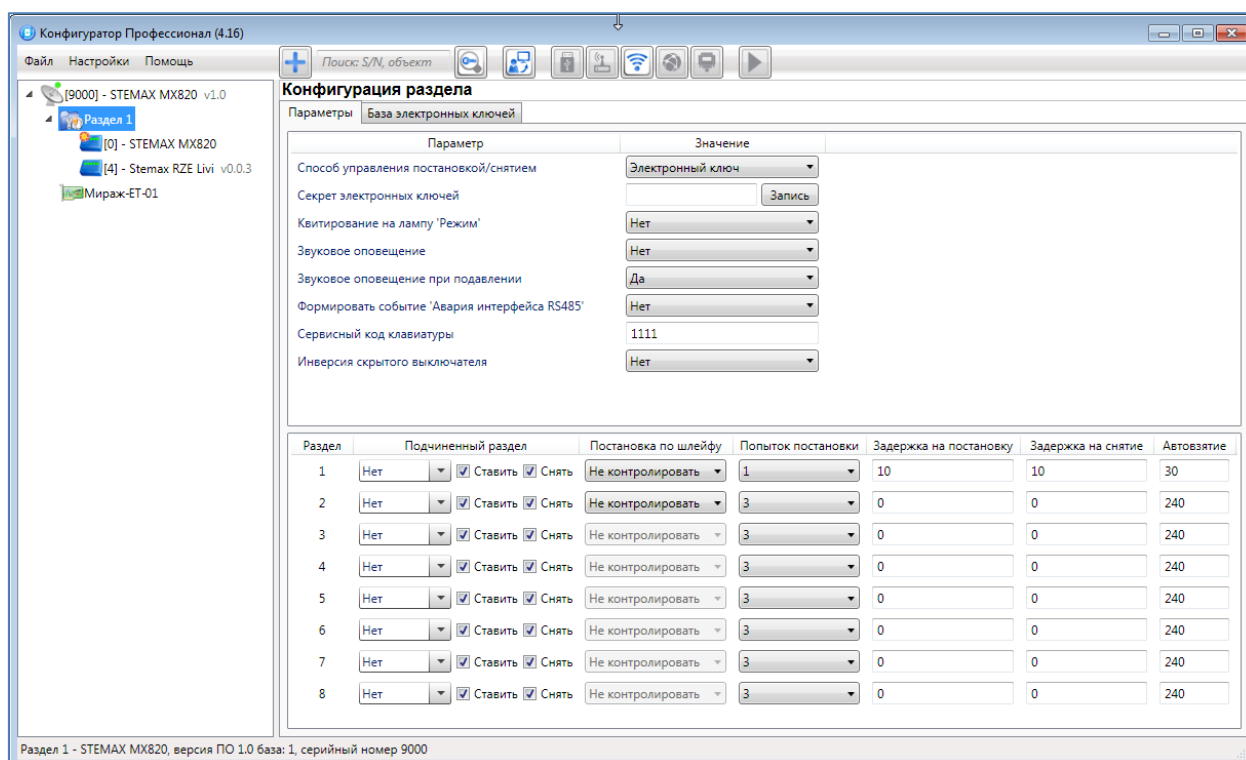 Конфигуратор Профессионал (4.16)
Файл Настройки Помощь Поиск: S/N, объект
[9000] - STEMAX MX820 v1.0
Раздел 1
[0] - STEMAX MX820
[4] - Stemax RZE Livi v0.0.3
Мираж-ET-01
Конфигурация раздела
Параметры База электронных ключей
Параметр Значение
Способ управления постановкой/снятием Электронный ключ
Секрет электронных ключей Запись
Квитирование на лампу 'Режим' Нет
Звуковое оповещение Нет
Звуковое оповещение при подавлении Да
Формировать событие 'Авария интерфейса RS485' Нет
Сервисный код клавиатуры 1111
Инверсия скрытого выключателя Нет
Раздел Подчиненный раздел Постановка по шлейфу Попыток постановки Задержка на постановку Задержка на снятие Автовзятие
1 Нет Ставить Снять Не контролировать 1 10 10 30
2 Нет Ставить Снять Не контролировать 3 0 0 240
3 Нет Ставить Снять Не контролировать 3 0 0 240
4 Нет Ставить Снять Не контролировать 3 0 0 240
5 Нет Ставить Снять Не контролировать 3 0 0 240
6 Нет Ставить Снять Не контролировать 3 0 0 240
7 Нет Ставить Снять Не контролировать 3 0 0 240
8 Нет Ставить Снять Не контролировать 3 0 0 240
Раздел 1 - STEMAX MX820, версия ПО 1.0 база: 1, серийный номер 9000